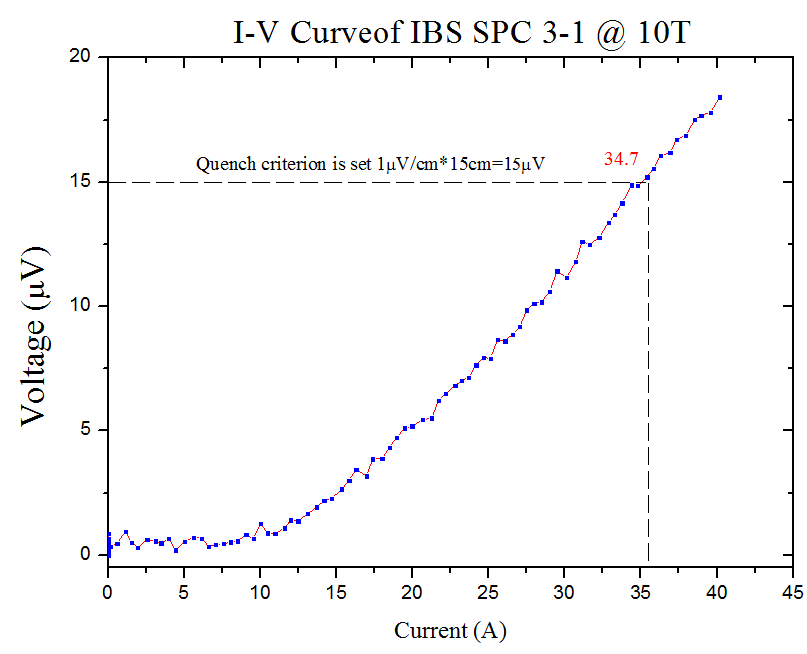 I-V Curveof IBS SPC 3-1 @ 10T
20
Quench criterion is set 1μV/cm*15cm=15μV
34.7
15
10
5
0
Voltage (μV)
0 5 10 15 20 25 30 35 40 45
Current (A)